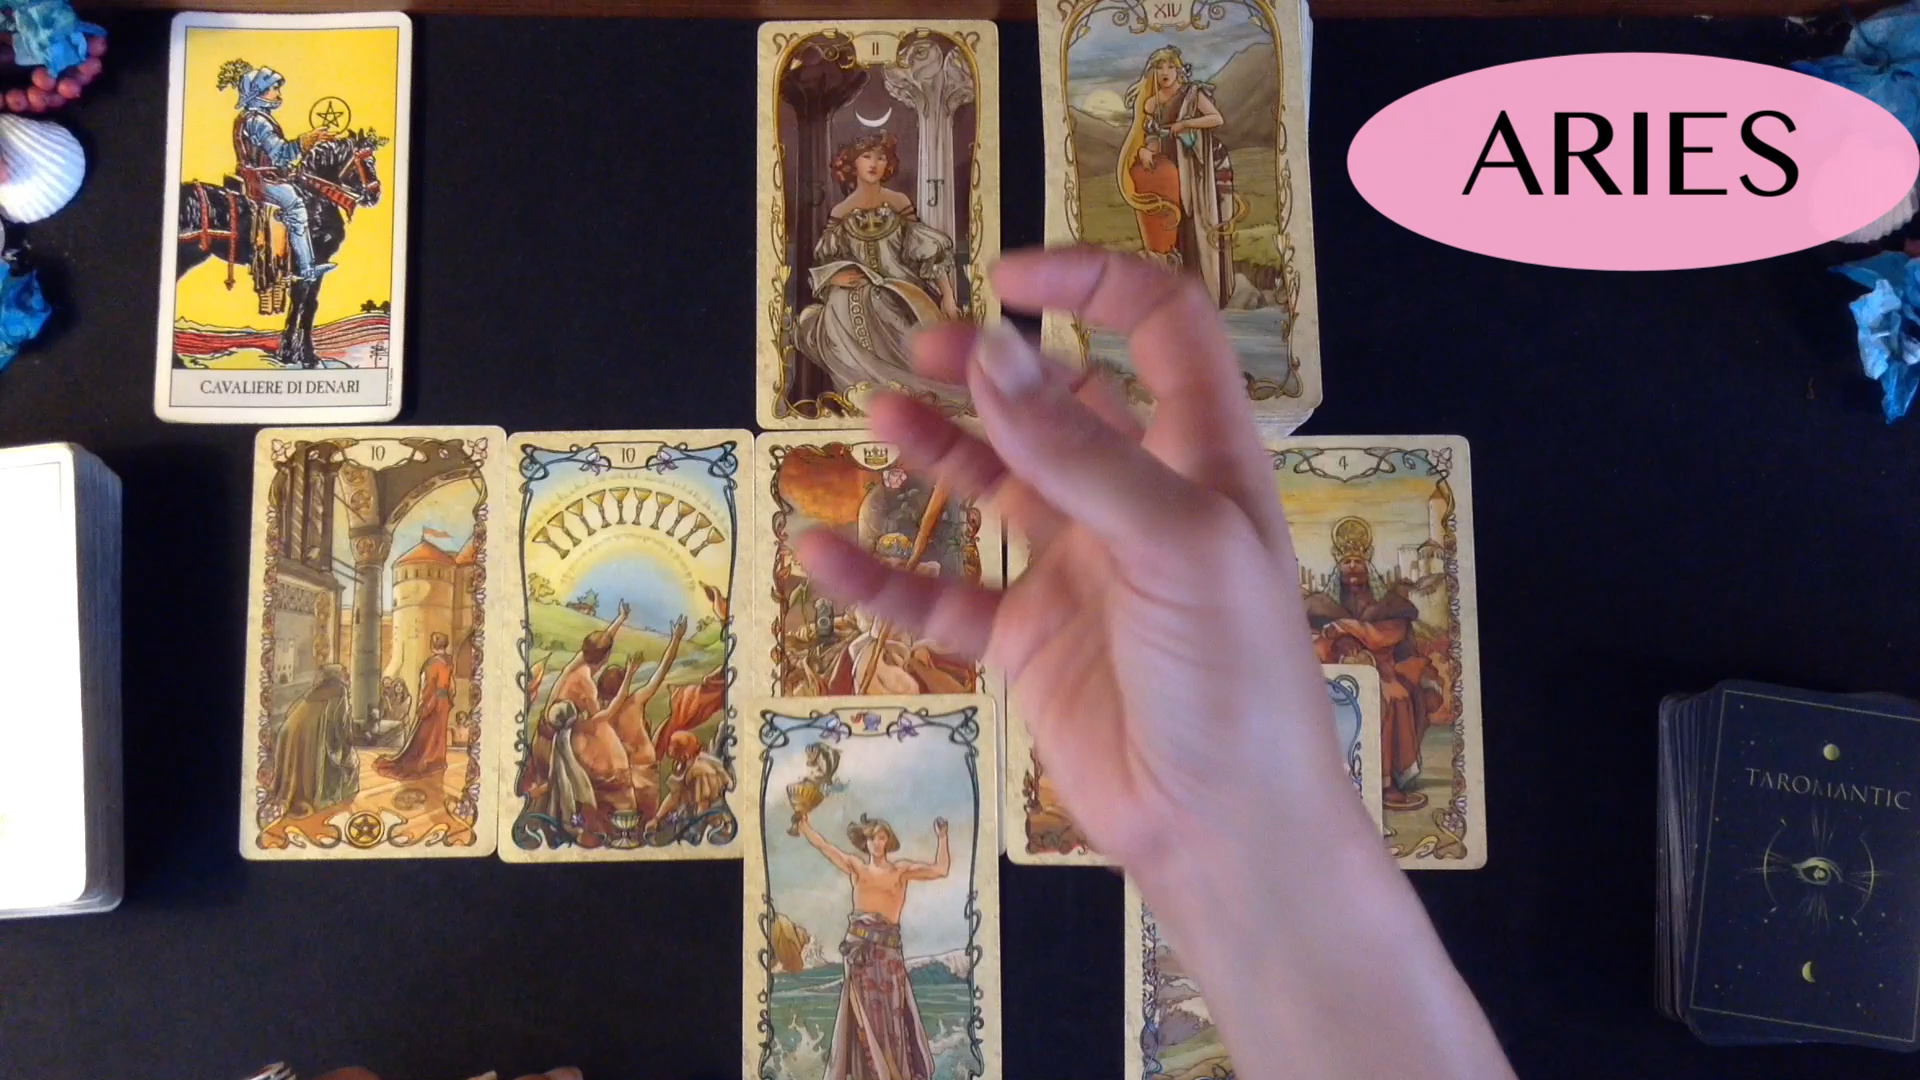 II
XIV
ARIES
B J
CAVALIERE DI DENARI
10
10
4
TAROMANTIC